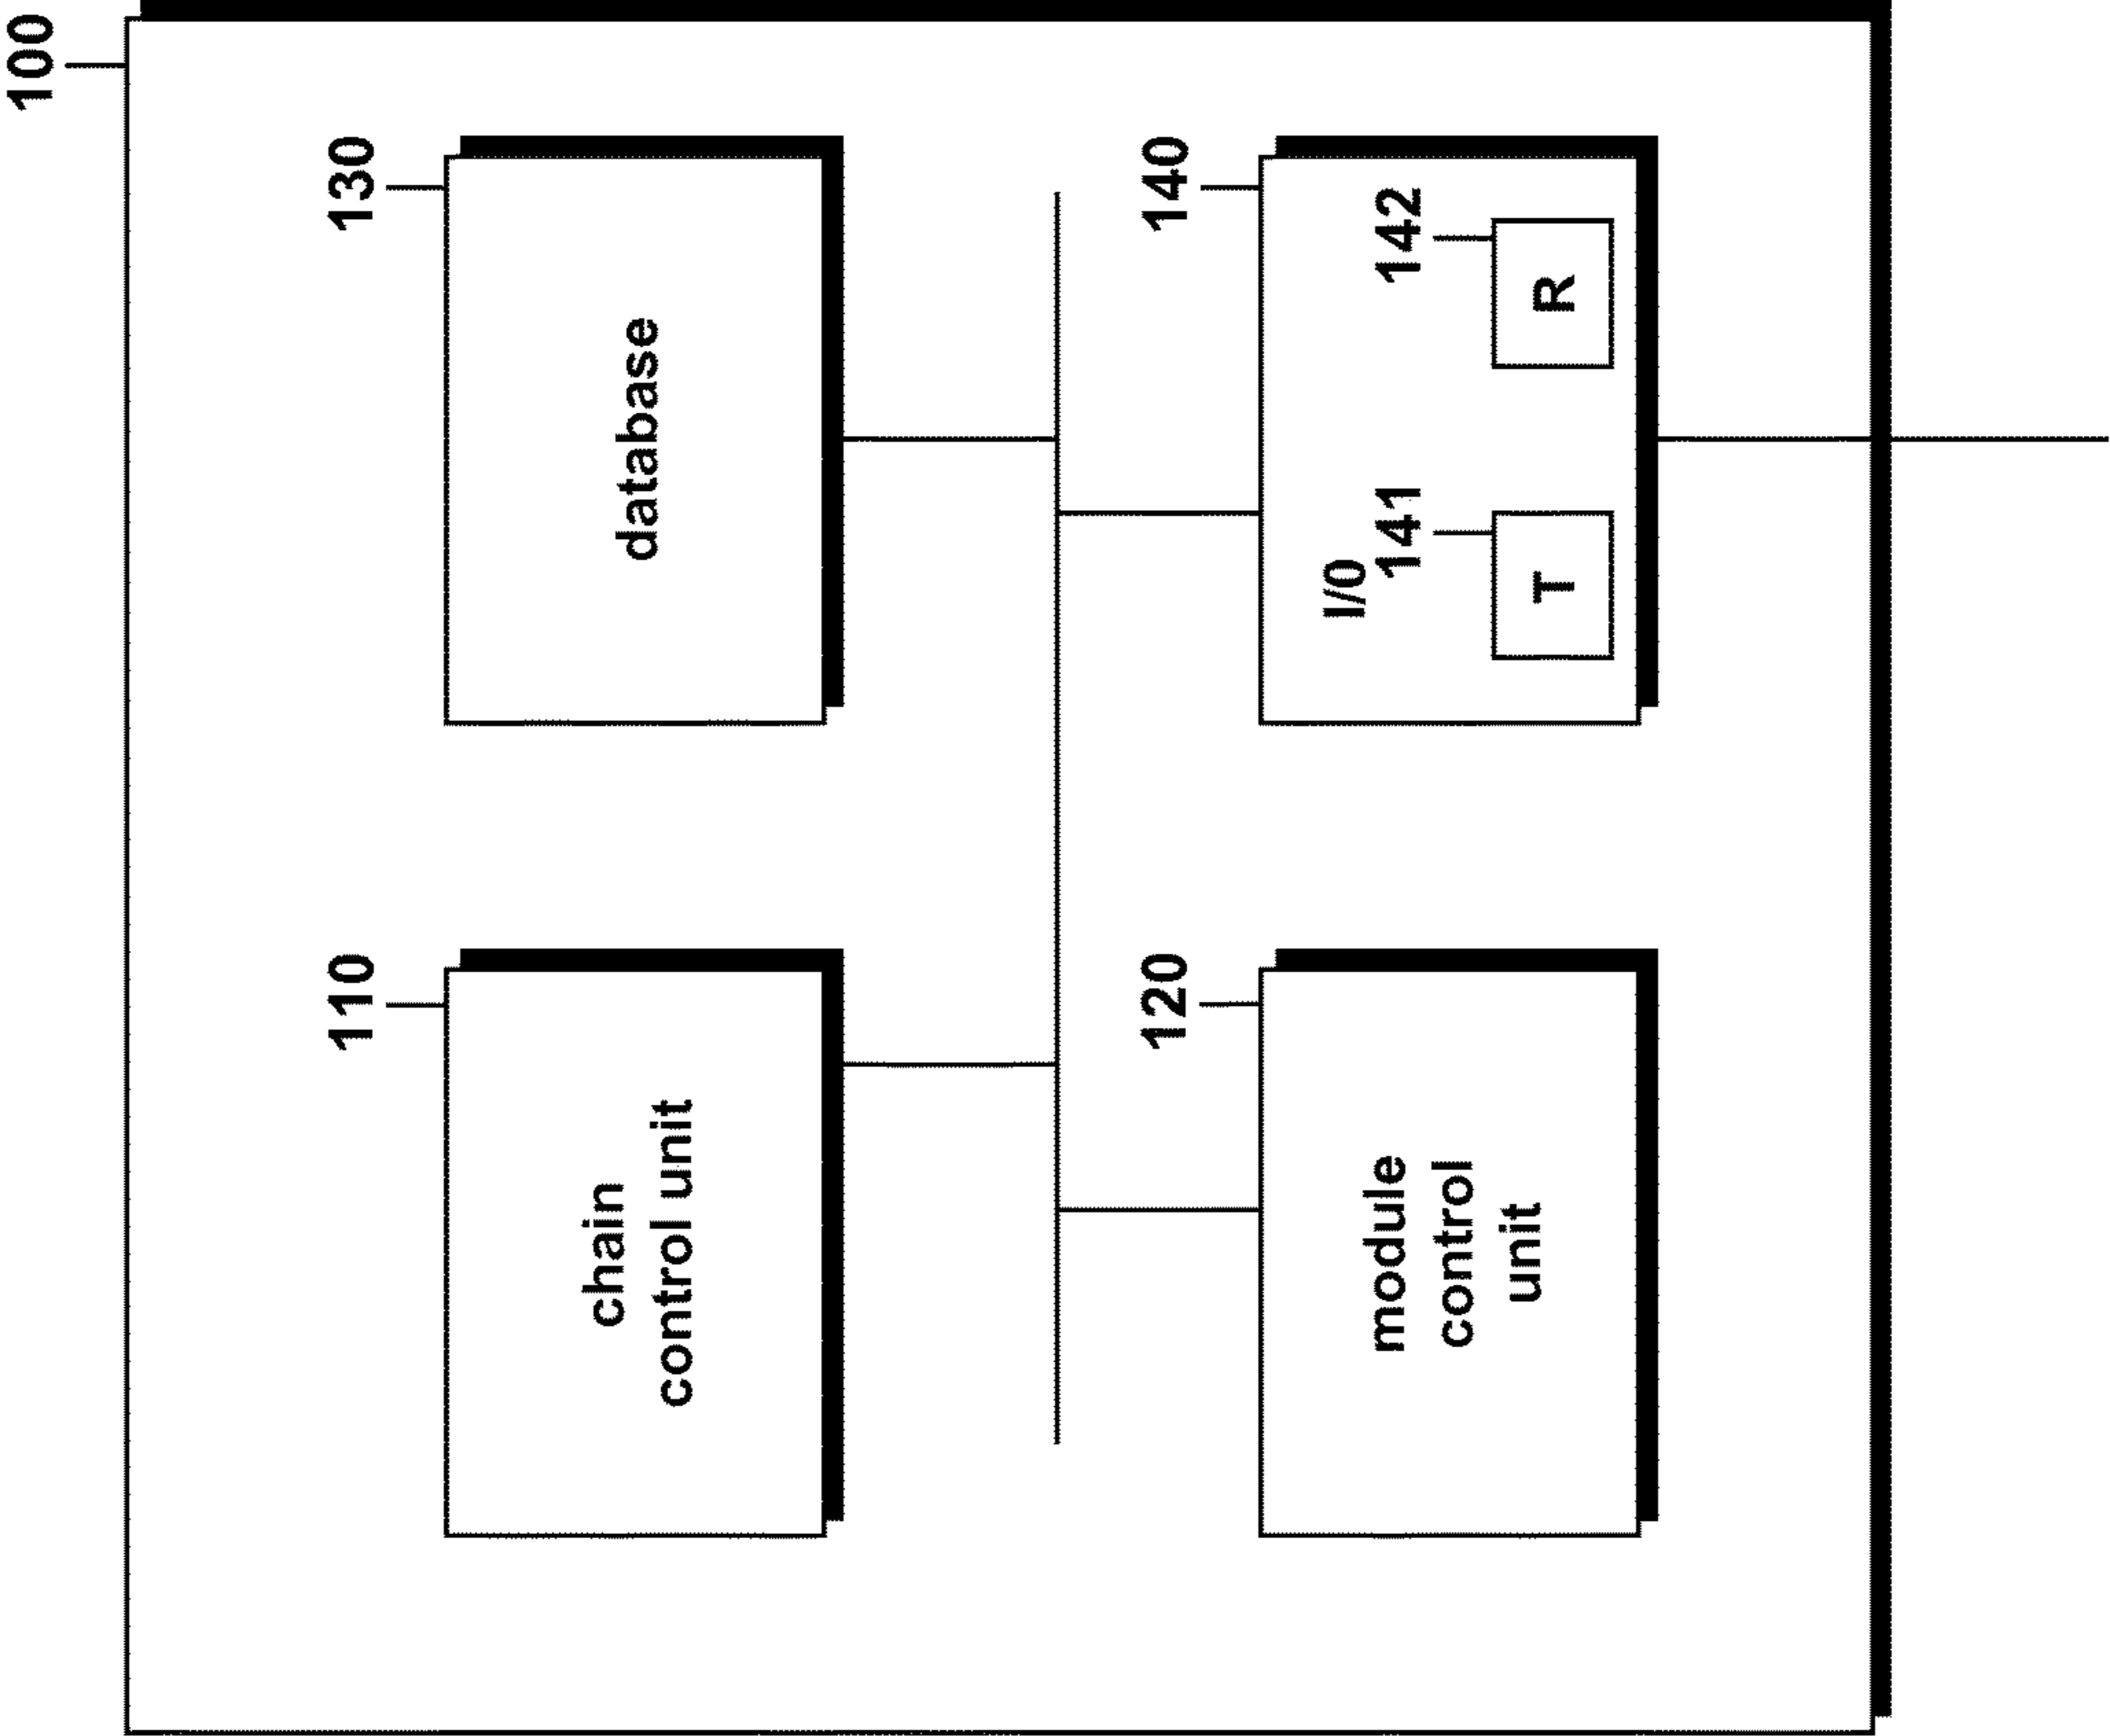 100
110
chain
control unit
130
database
120
module
control
unit
140
I/0
141
T
142
R